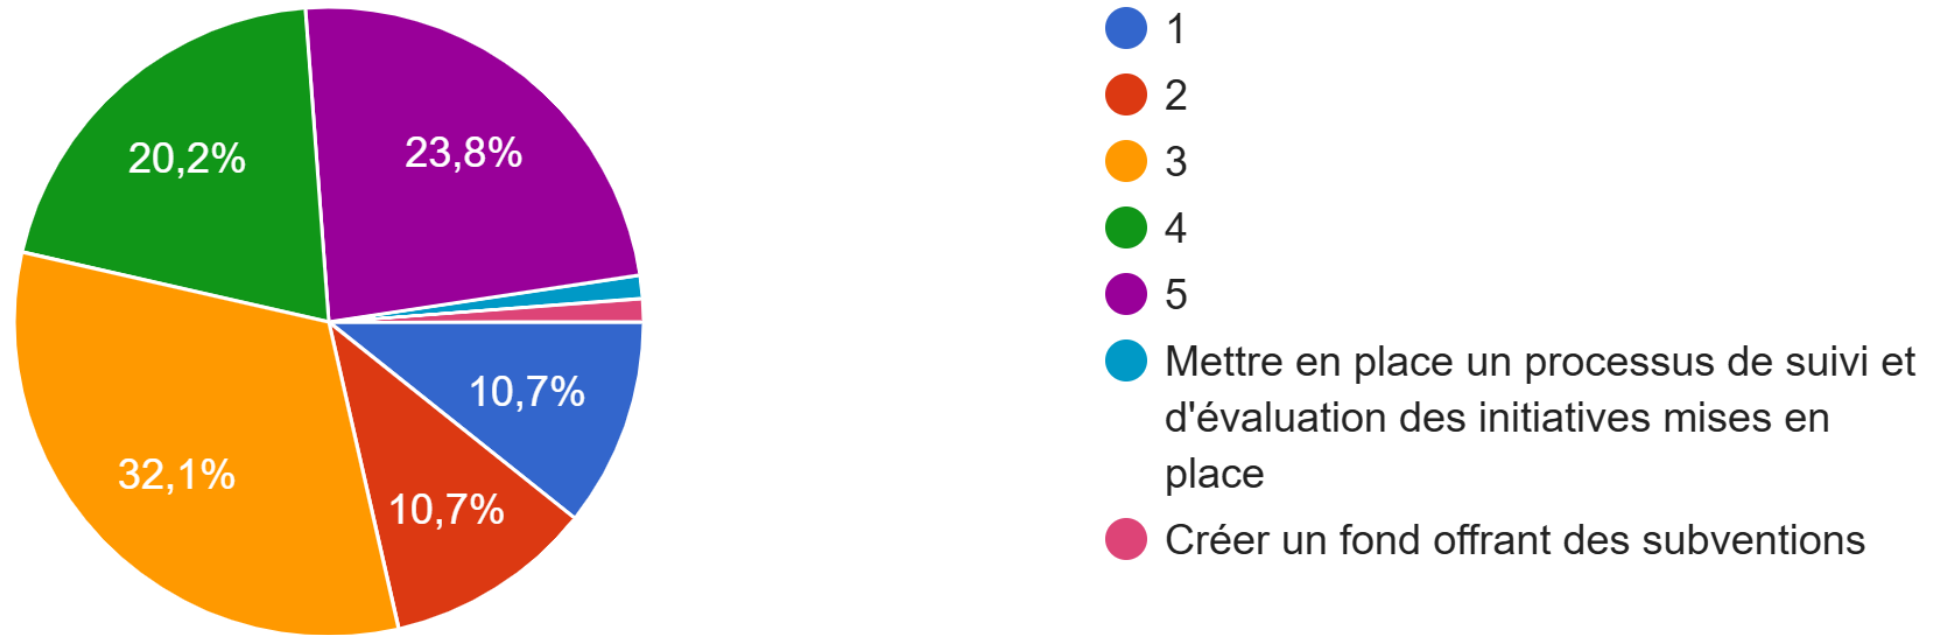 20,2%
23,8%
10,7%
32,1%
10,7%
1
2
3
4
5
Mettre en place un processus de suivi et
d'évaluation des initiatives mises en
place
Créer un fond offrant des subventions